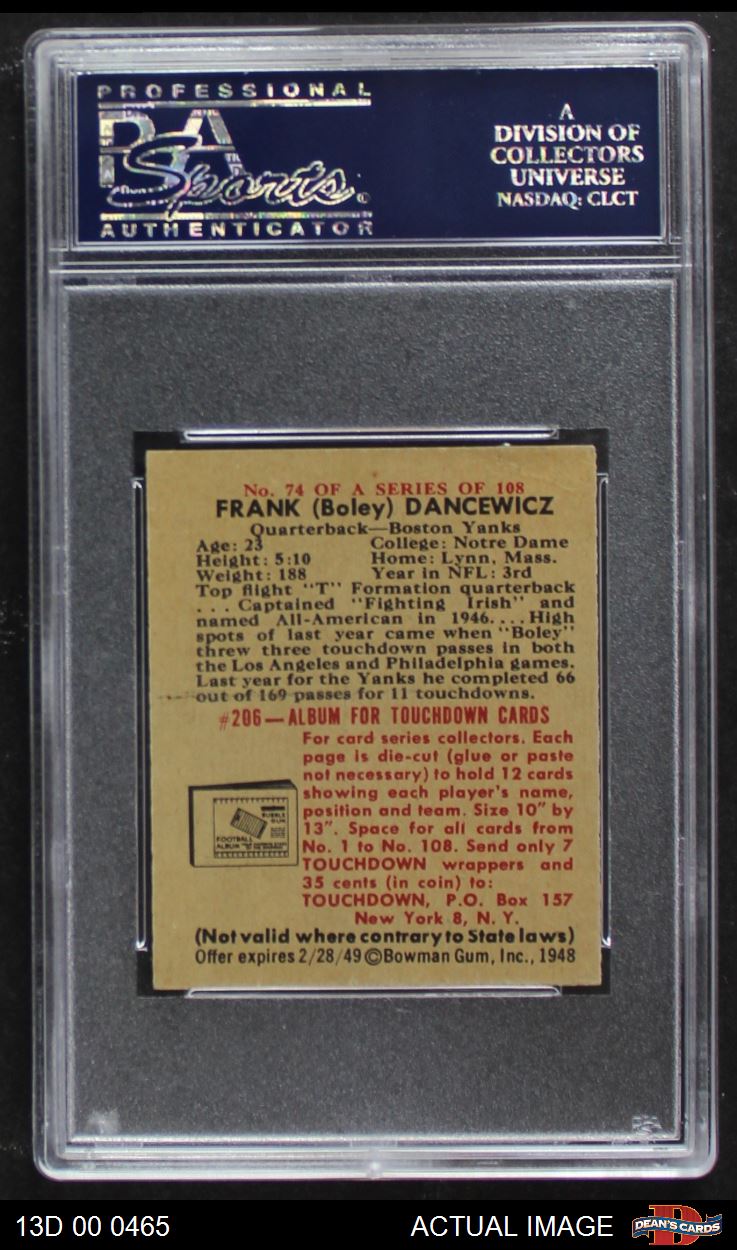 PROFESSIONAL
PSA
Sports
TM
AUTHENTICATOR
A
DIVISION OF
COLLECTORS
UNIVERSE
NASDAQ: CLCT
No. 74 OF A SERIES OF 108
FRANK (Boley) DANCEWICZ
Quarterback—Boston Yanks
Age: 23 College: Notre Dame
Height: 5:10 Home: Lynn, Mass.
Weight: 188 Year in NFL: 3rd
Top flight "T" Formation quarterback
. . . Captained "Fighting Irish" and
named All-American in 1946. . . . High
spots of last year came when "Boley"
threw three touchdown passes in both
the Los Angeles and Philadelphia games.
Last year for the Yanks he completed 66
out of 169 passes for 11 touchdowns.
#206—ALBUM FOR TOUCHDOWN CARDS
For card series collectors. Each
page is die-cut (glue or paste
not necessary) to hold 12 cards
showing each player's name,
position and team. Size 10" by
13". Space for all cards from
No. 1 to No. 108. Send only 7
TOUCHDOWN wrappers and
35 cents (in coin) to:
TOUCHDOWN, P.O. Box 157
New York 8, N. Y.
BUBBLE
GUM
FOOTBALL
ALBUM
(Not valid where contrary to State laws)
Offer expires 2/28/49 ©Bowman Gum, Inc., 1948
13D 00 0465
ACTUAL IMAGE
DEAN'S CARDS